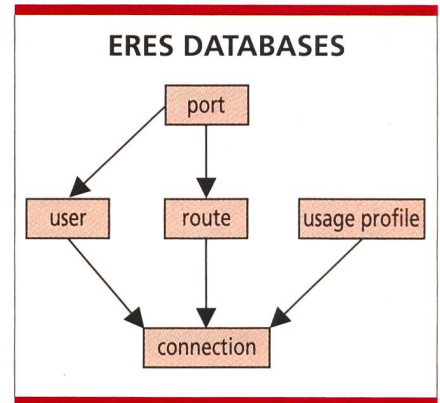 ERES DATABASES
port
user
route
usage profile
connection